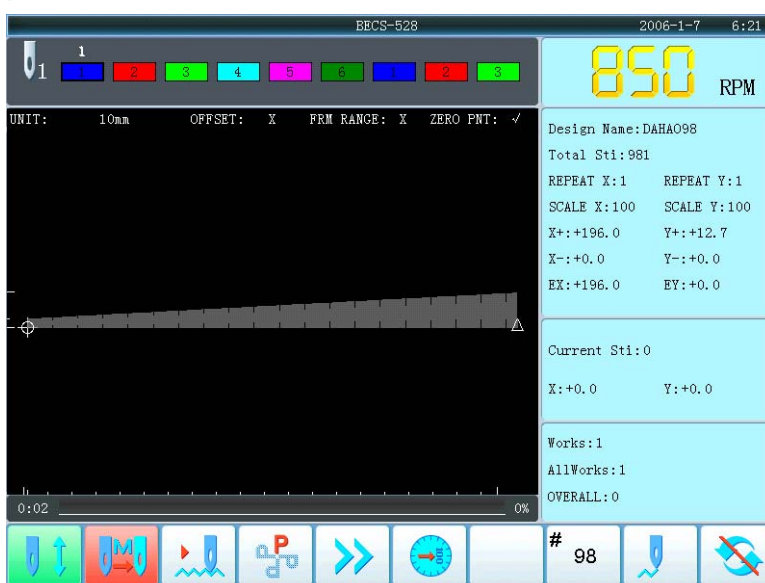 BECS-528 2006-1-7 6:21
1
1 1 2 3 4 5 6 1 2 3
850 RPM
UNIT: 10mm OFFSET: X FRM RANGE: X ZERO PNT: √
Design Name:DAHAO98
Total Sti:981
REPEAT X:1 REPEAT Y:1
SCALE X:100 SCALE Y:100
X+:+196.0 Y+:+12.7
X-:+0.0 Y-:+0.0
EX:+196.0 EY:+0.0
Current Sti:0
X:+0.0 Y:+0.0
Works:1
AllWorks:1
OVERALL:0
0:02 0%
M P 100 # 98